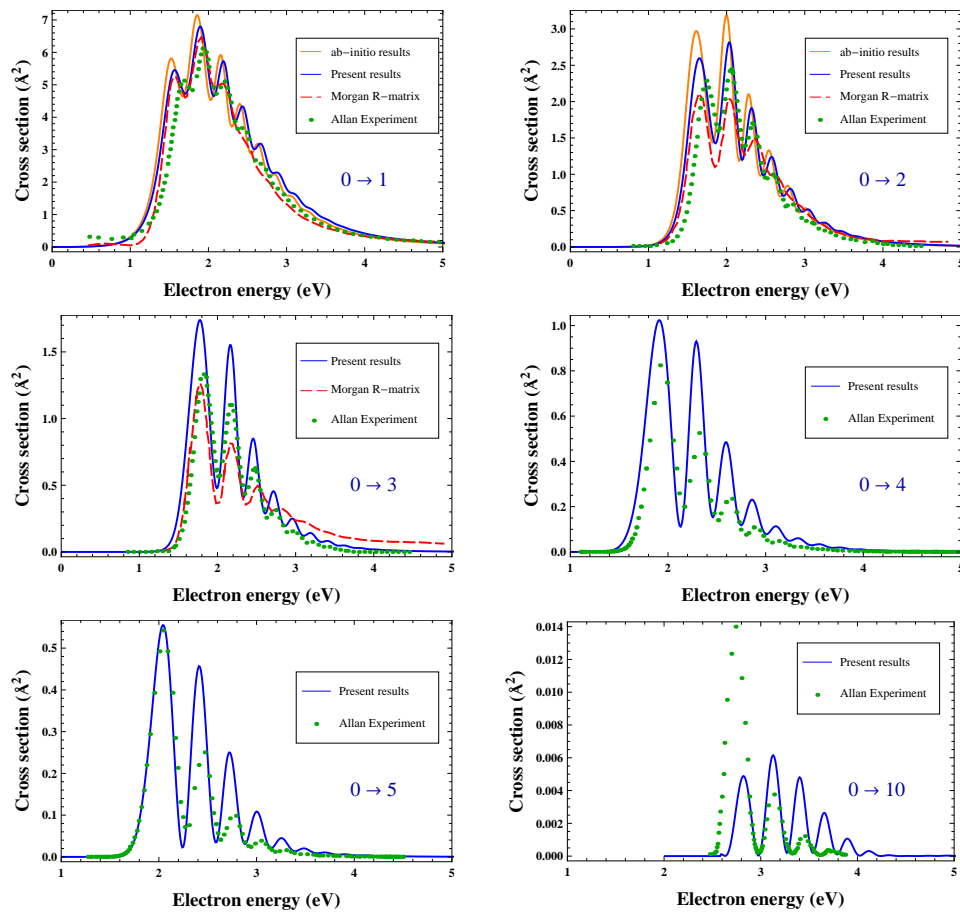 7
6
5
4
3
2
1
0
Cross section (Å²)
ab-initio results
Present results
Morgan R-matrix
Allan Experiment
0 → 1
0 1 2 3 4 5
Electron energy (eV)
3.0
2.5
2.0
1.5
1.0
0.5
0.0
Cross section (Å²)
ab-initio results
Present results
Morgan R-matrix
Allan Experiment
0 → 2
0 1 2 3 4 5
Electron energy (eV)
1.5
1.0
0.5
0.0
Cross section (Å²)
Present results
Morgan R-matrix
Allan Experiment
0 → 3
0 1 2 3 4 5
Electron energy (eV)
1.0
0.8
0.6
0.4
0.2
0.0
Cross section (Å²)
Present results
Allan Experiment
0 → 4
1 2 3 4 5
Electron energy (eV)
0.5
0.4
0.3
0.2
0.1
0.0
Cross section (Å²)
Present results
Allan Experiment
0 → 5
1 2 3 4 5
Electron energy (eV)
0.014
0.012
0.010
0.008
0.006
0.004
0.002
0.000
Cross section (Å²)
Present results
Allan Experiment
0 → 10
1 2 3 4 5
Electron energy (eV)